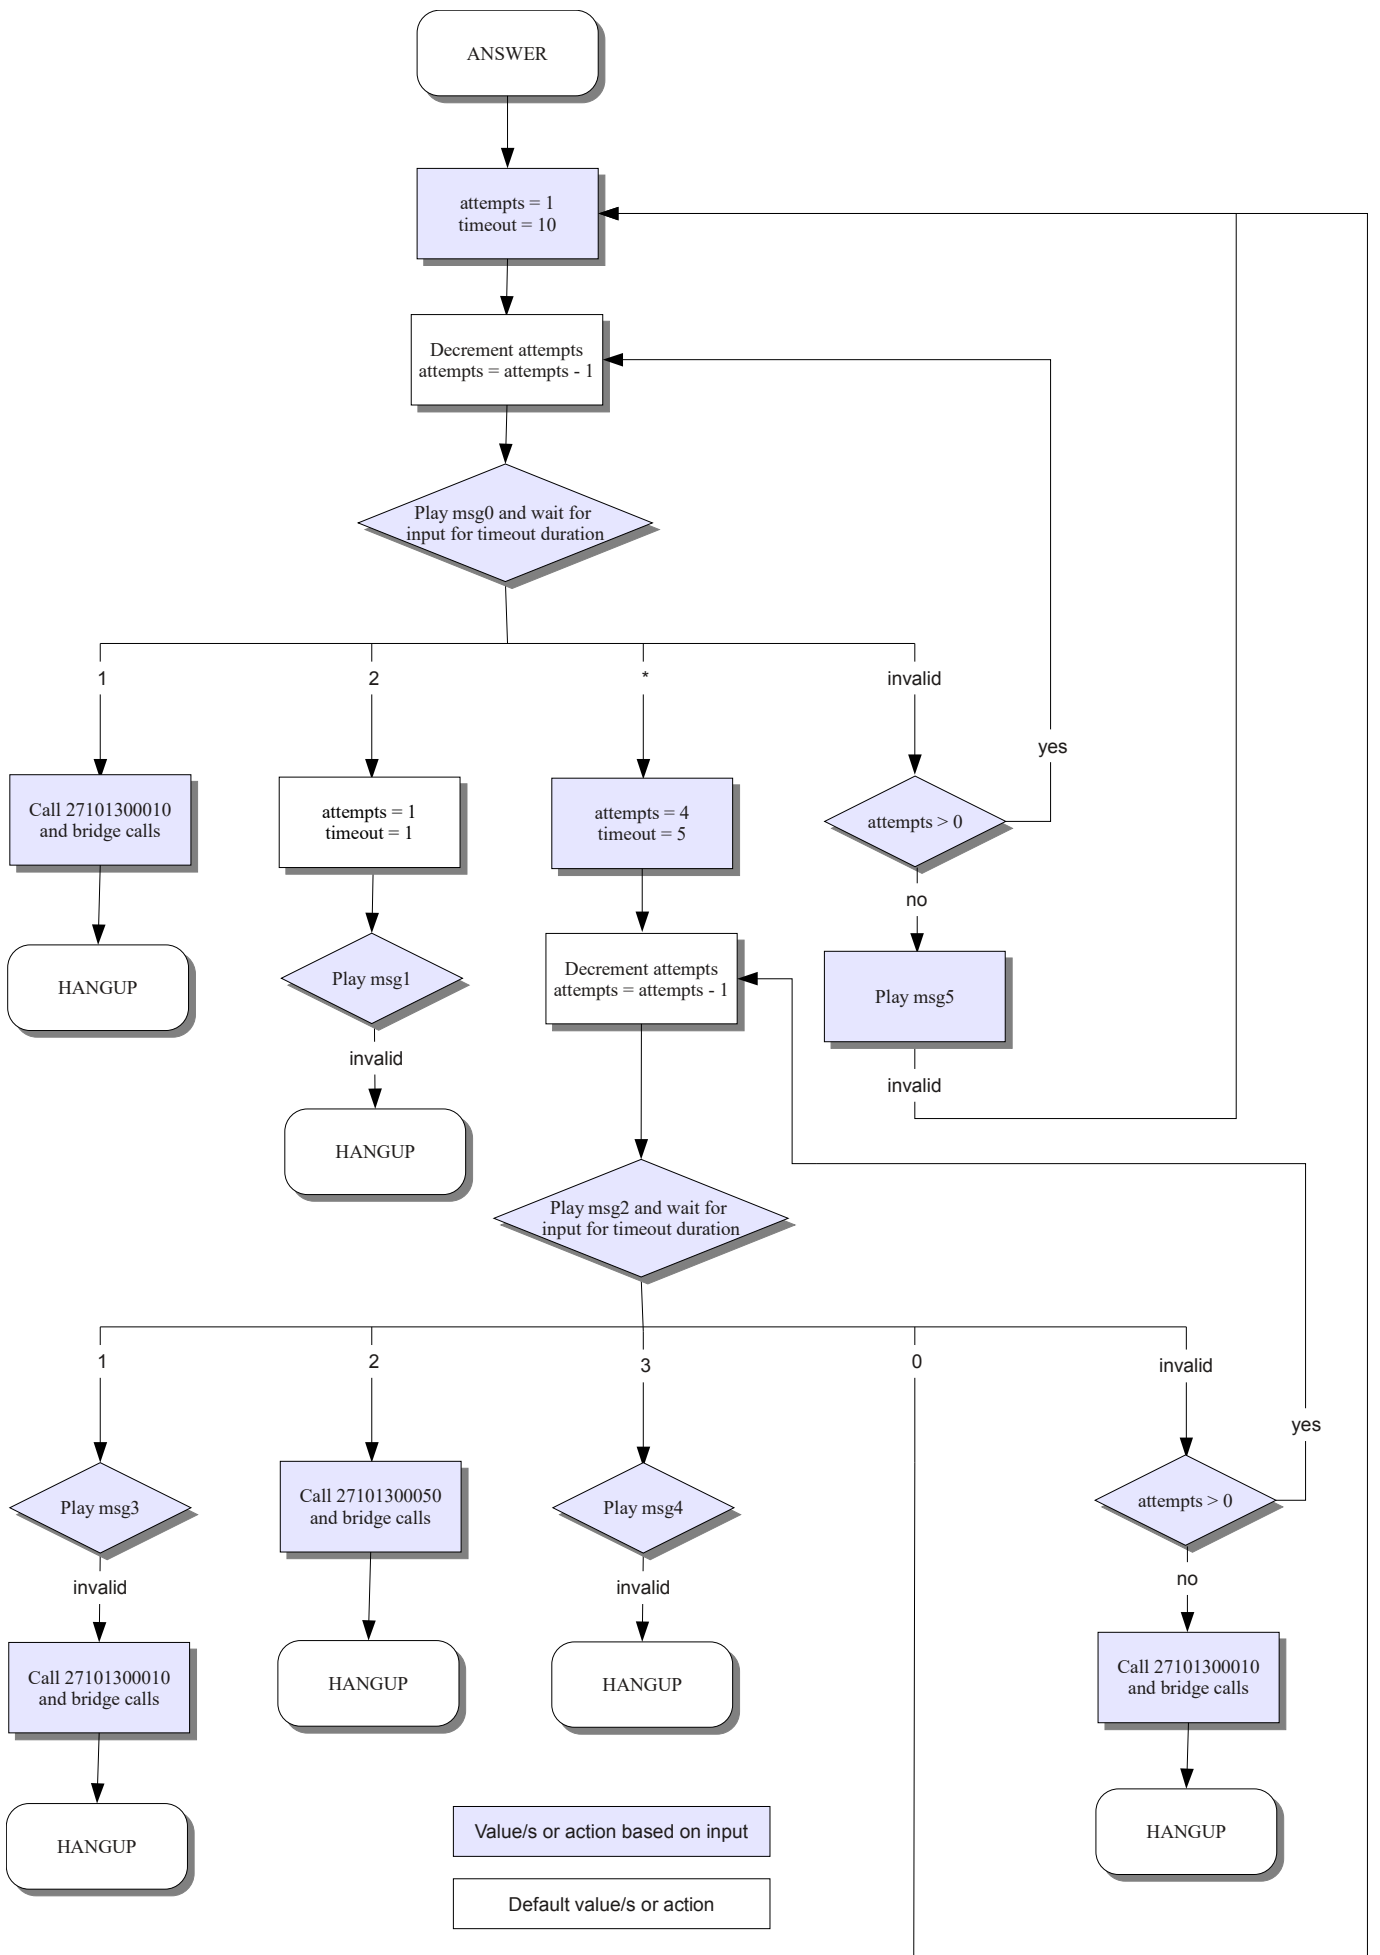 ANSWER
attempts = 1
timeout = 10
Decrement attempts
attempts = attempts - 1
Play msg0 and wait for
input for timeout duration
1
2
*
invalid
yes
Call 27101300010
and bridge calls
attempts = 1
timeout = 1
attempts = 4
timeout = 5
attempts > 0
no
HANGUP
Play msg1
Decrement attempts
attempts = attempts - 1
Play msg5
invalid
invalid
HANGUP
Play msg2 and wait for
input for timeout duration
1
2
3
0
invalid
yes
Play msg3
Call 27101300050
and bridge calls
Play msg4
attempts > 0
invalid
invalid
no
Call 27101300010
and bridge calls
HANGUP
HANGUP
Call 27101300010
and bridge calls
HANGUP
HANGUP
Value/s or action based on input
Default value/s or action